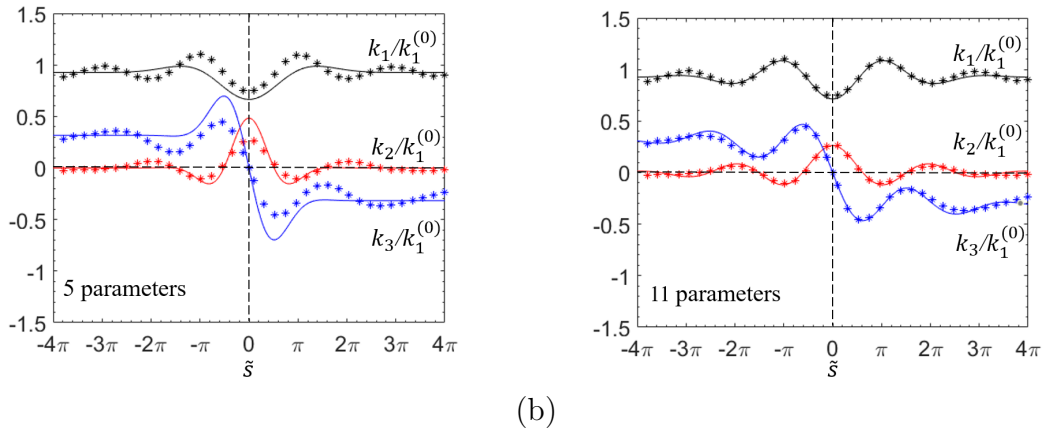 1.5
1
0.5
0
-0.5
-1
-1.5
-4π -3π -2π -π 0 π 2π 3π 4π
s̃
k₁/k₁⁽⁰⁾
k₂/k₁⁽⁰⁾
k₃/k₁⁽⁰⁾
5 parameters
1.5
1
0.5
0
-0.5
-1
-1.5
-4π -3π -2π -π 0 π 2π 3π 4π
s̃
k₁/k₁⁽⁰⁾
k₂/k₁⁽⁰⁾
k₃/k₁⁽⁰⁾
11 parameters
(b)